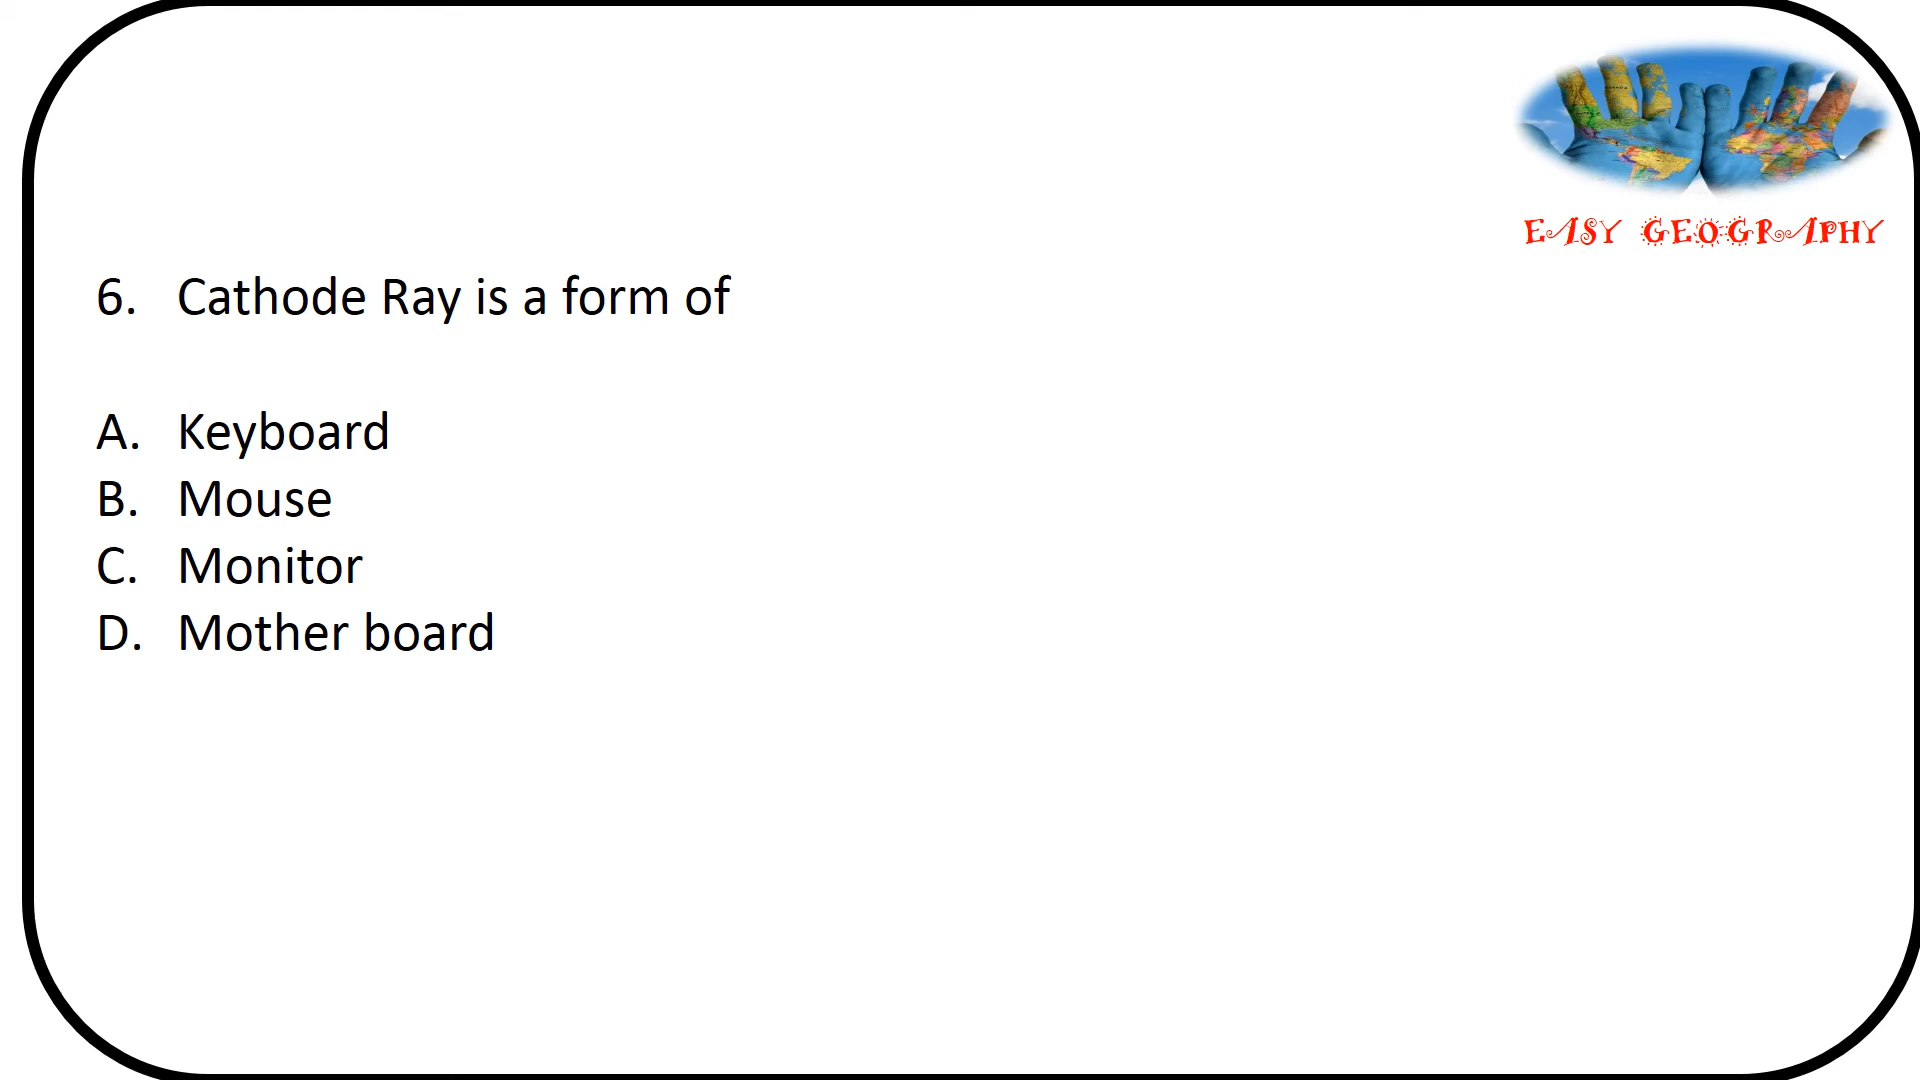 EASY GEOGRAPHY
6. Cathode Ray is a form of
A. Keyboard
B. Mouse
C. Monitor
D. Mother board